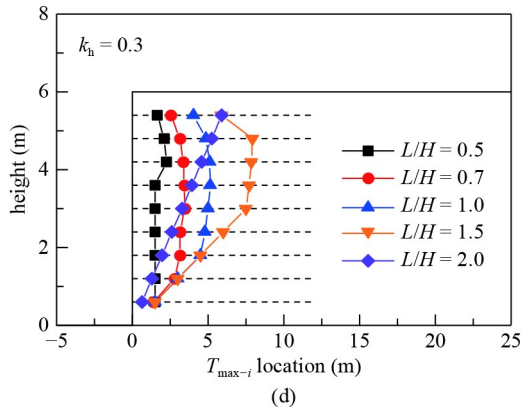 8
k_h = 0.3
6
4
2
0
height (m)
L/H = 0.5
L/H = 0.7
L/H = 1.0
L/H = 1.5
L/H = 2.0
−5 0 5 10 15 20 25
T_max−i location (m)
(d)